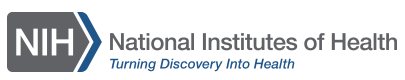 NIH National Institutes of Health
Turning Discovery Into Health